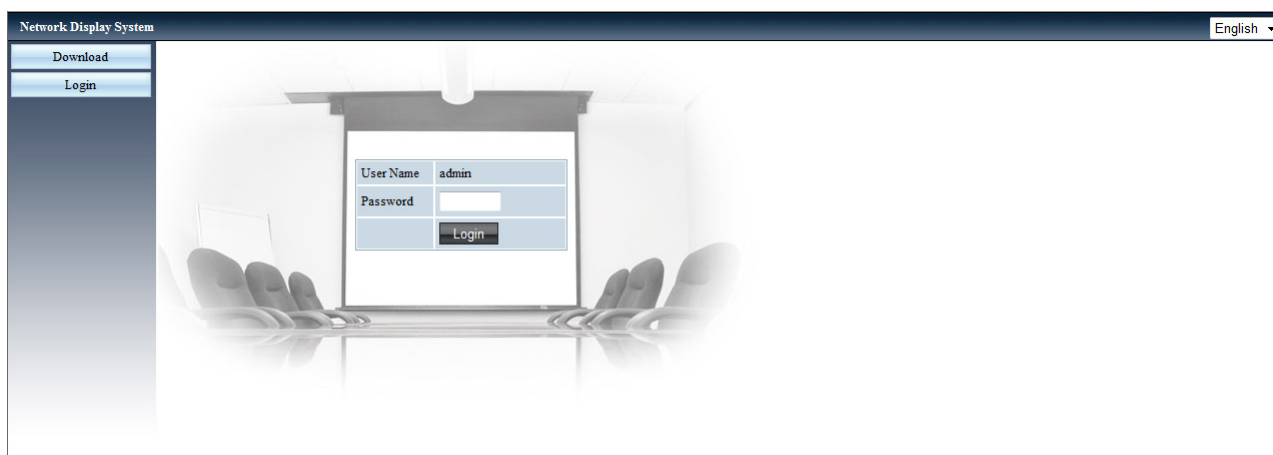 Network Display System
English
Download
Login
User Name admin
Password
Login